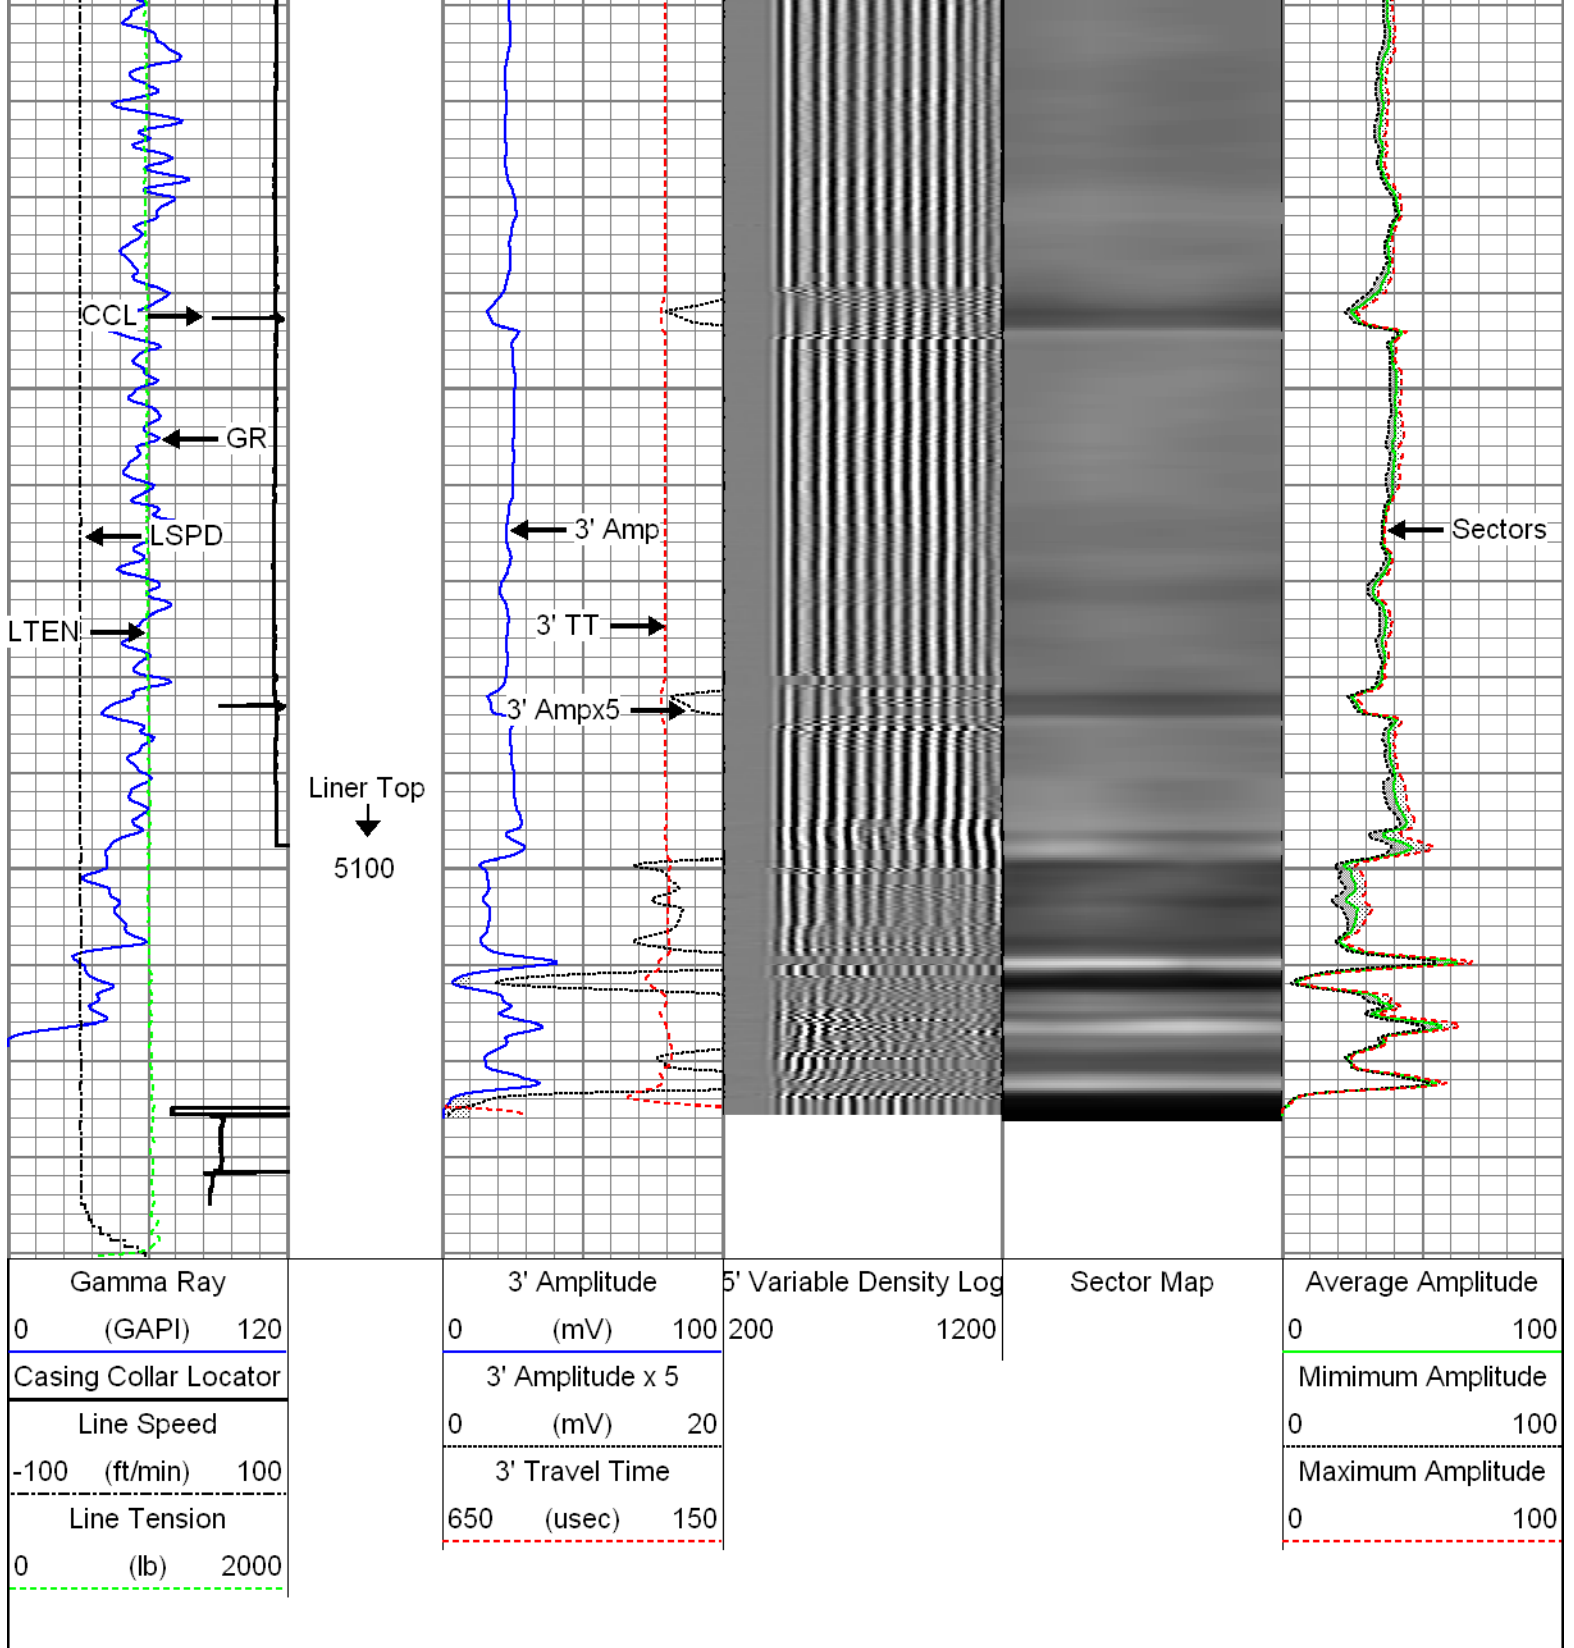 CCL
GR
3' Amp
Sectors
LSPD
LTEN
3' TT
3' Ampx5
Liner Top
5100
Gamma Ray
0 (GAPI) 120
Casing Collar Locator
Line Speed
-100 (ft/min) 100
Line Tension
0 (lb) 2000
3' Amplitude
0 (mV) 100
3' Amplitude x 5
0 (mV) 20
3' Travel Time
650 (usec) 150
5' Variable Density Log
200 1200
Sector Map
Average Amplitude
0 100
Mimimum Amplitude
0 100
Maximum Amplitude
0 100